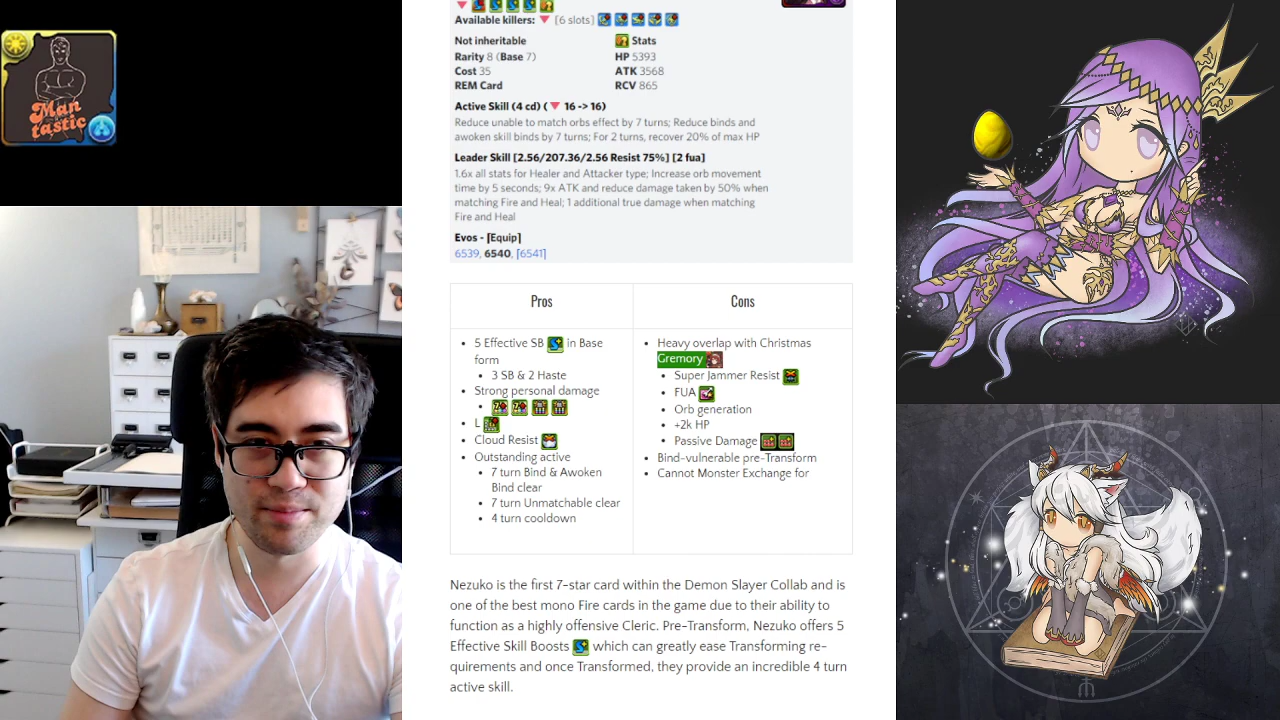 Man
tastic
Available killers: [6 slots]
Not inheritable
Stats
Rarity 8 (Base 7)
HP 5393
Cost 35
ATK 3568
REM Card
RCV 865
Active Skill (4 cd) ( 16 -> 16)
Reduce unable to match orbs effect by 7 turns; Reduce binds and
awoken skill binds by 7 turns; For 2 turns, recover 20% of max HP
Leader Skill [2.56/207.36/2.56 Resist 75%] [2 fua]
1.6x all stats for Healer and Attacker type; Increase orb movement
time by 5 seconds; 9x ATK and reduce damage taken by 50% when
matching Fire and Heal; 1 additional true damage when matching
Fire and Heal
Evos - [Equip]
6539, 6540, [6541]
Pros
5 Effective SB in Base
form
3 SB & 2 Haste
Strong personal damage
L
Cloud Resist
Outstanding active
7 turn Bind & Awoken
Bind clear
7 turn Unmatchable clear
4 turn cooldown
Cons
Heavy overlap with Christmas
Gremory
Super Jammer Resist
FUA
Orb generation
+2k HP
Passive Damage
Bind-vulnerable pre-Transform
Cannot Monster Exchange for
Nezuko is the first 7-star card within the Demon Slayer Collab and is
one of the best mono Fire cards in the game due to their ability to
function as a highly offensive Cleric. Pre-Transform, Nezuko offers 5
Effective Skill Boosts which can greatly ease Transforming re-
quirements and once Transformed, they provide an incredible 4 turn
active skill.